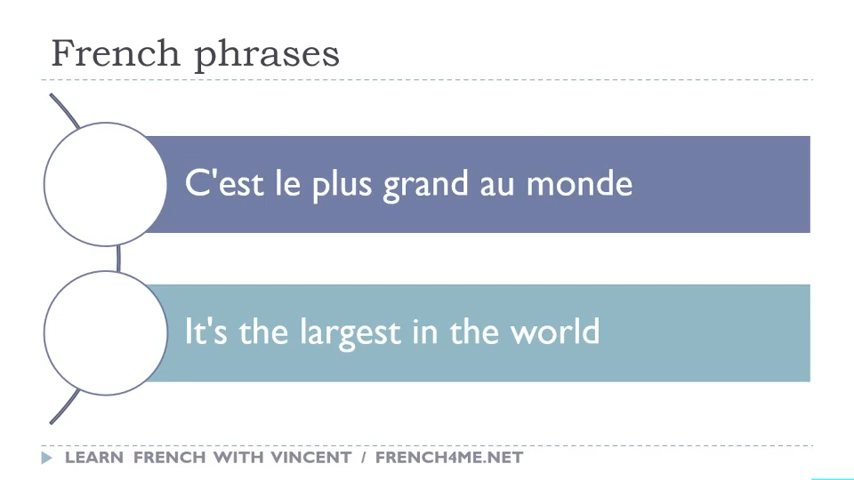 French phrases
C'est le plus grand au monde
It's the largest in the world
LEARN FRENCH WITH VINCENT / FRENCH4ME.NET